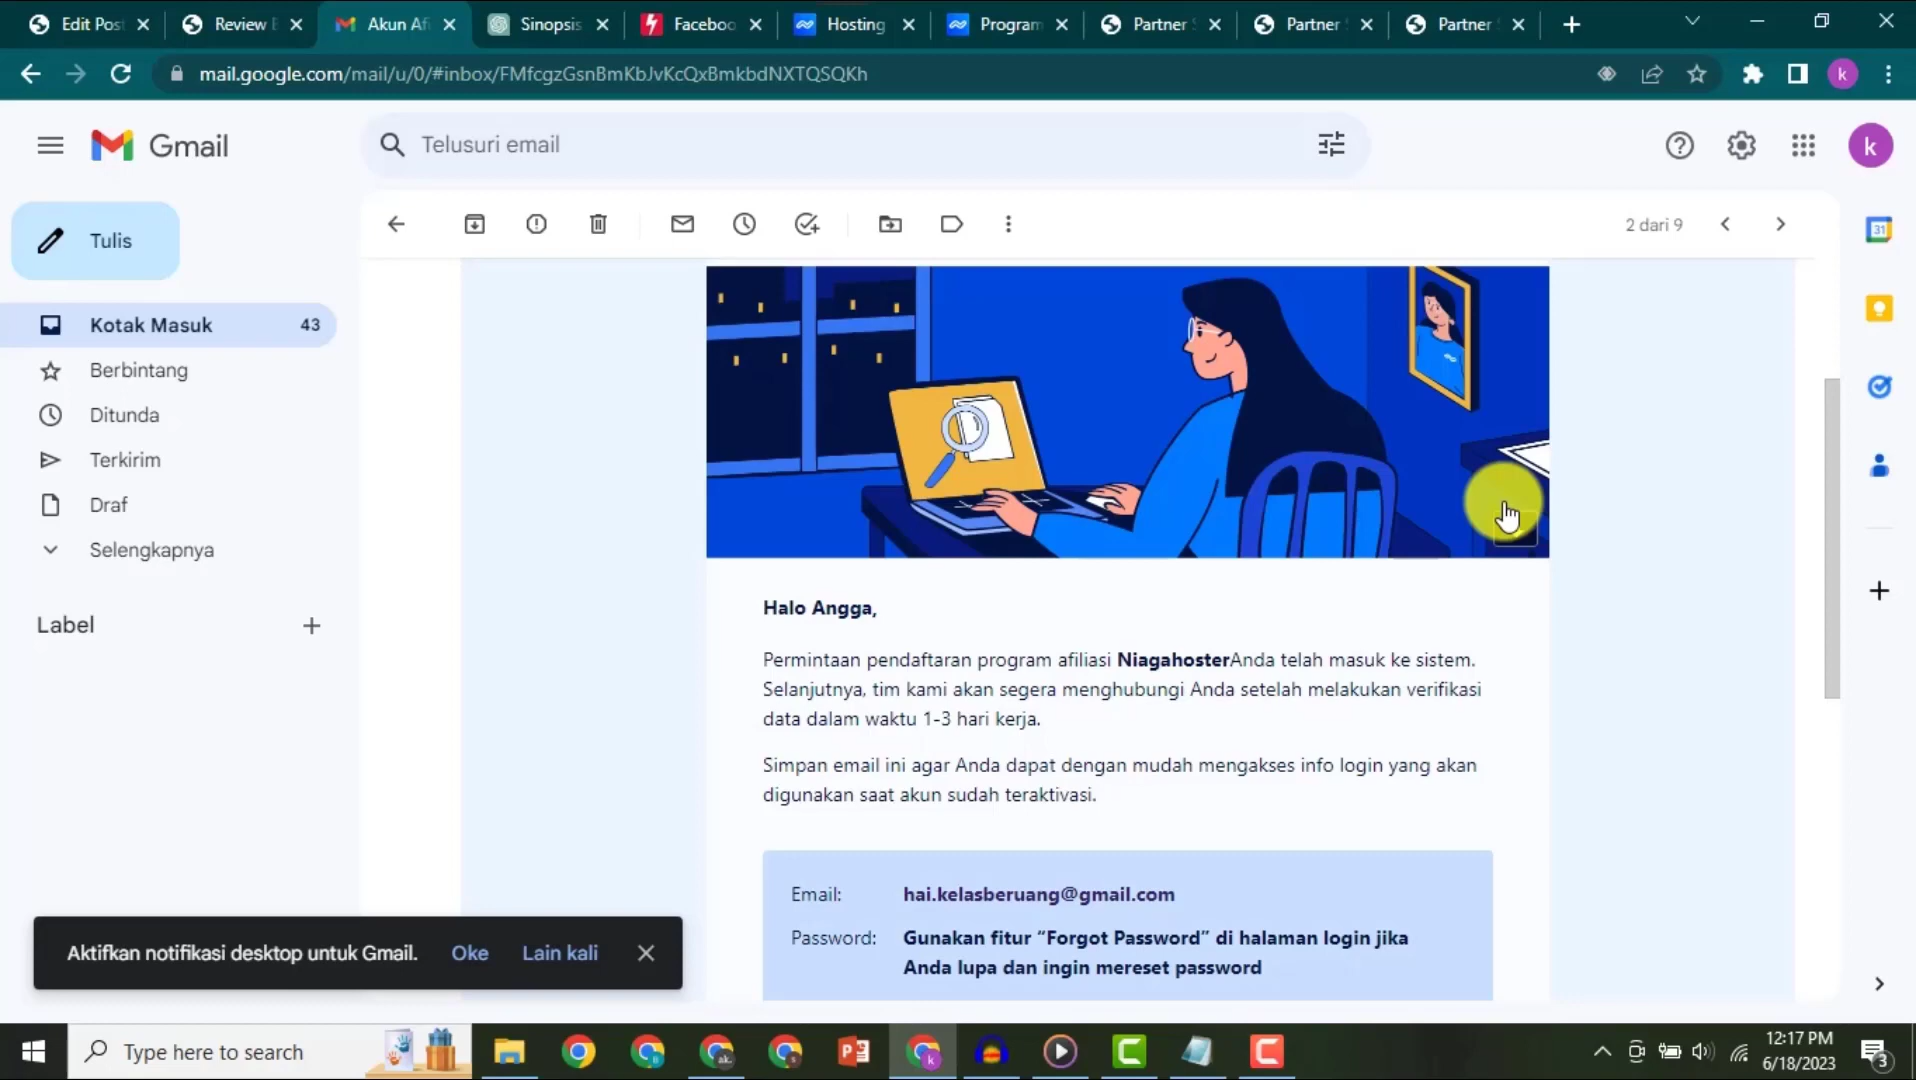 Edit Post
Review E
Akun Afi
Sinopsis
Faceboo
Hosting
Program
Partner S
Partner S
Partner S
mail.google.com/mail/u/0/#inbox/FMfcgzGsnBmKbJvKcQxBmkbdNXTQSQKh
k
Gmail
Telusuri email
k
Tulis
2 dari 9
31
Kotak Masuk 43
Berbintang
Ditunda
Terkirim
Draf
Selengkapnya
Label
Halo Angga,
Permintaan pendaftaran program afiliasi NiagahosterAnda telah masuk ke sistem.
Selanjutnya, tim kami akan segera menghubungi Anda setelah melakukan verifikasi
data dalam waktu 1-3 hari kerja.
Simpan email ini agar Anda dapat dengan mudah mengakses info login yang akan
digunakan saat akun sudah teraktivasi.
Email: hai.kelasberuang@gmail.com
Password: Gunakan fitur “Forgot Password” di halaman login jika
Anda lupa dan ingin mereset password
Aktifkan notifikasi desktop untuk Gmail. Oke Lain kali
Type here to search
12:17 PM
6/18/2023
3